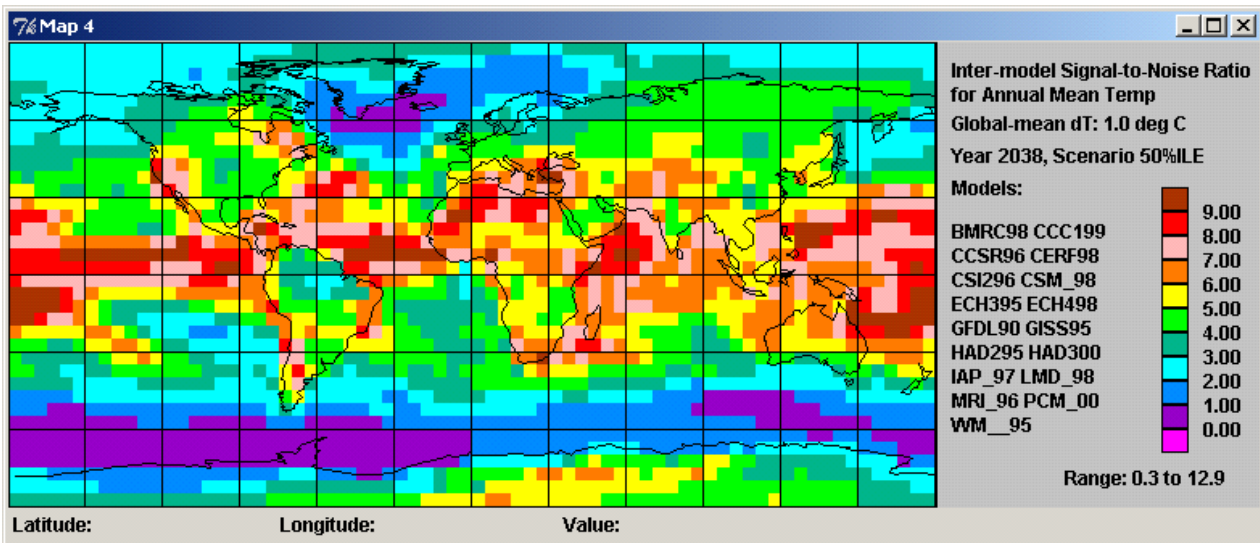 Map 4
Inter-model Signal-to-Noise Ratio
for Annual Mean Temp
Global-mean dT: 1.0 deg C
Year 2038, Scenario 50%ILE
Models:
BMRC98 CCC199
CCSR96 CERF98
CSI296 CSM_98
ECH395 ECH498
GFDL90 GISS95
HAD295 HAD300
IAP_97 LMD_98
MRI_96 PCM_00
WM__95
9.00
8.00
7.00
6.00
5.00
4.00
3.00
2.00
1.00
0.00
Range: 0.3 to 12.9
Latitude: Longitude: Value: